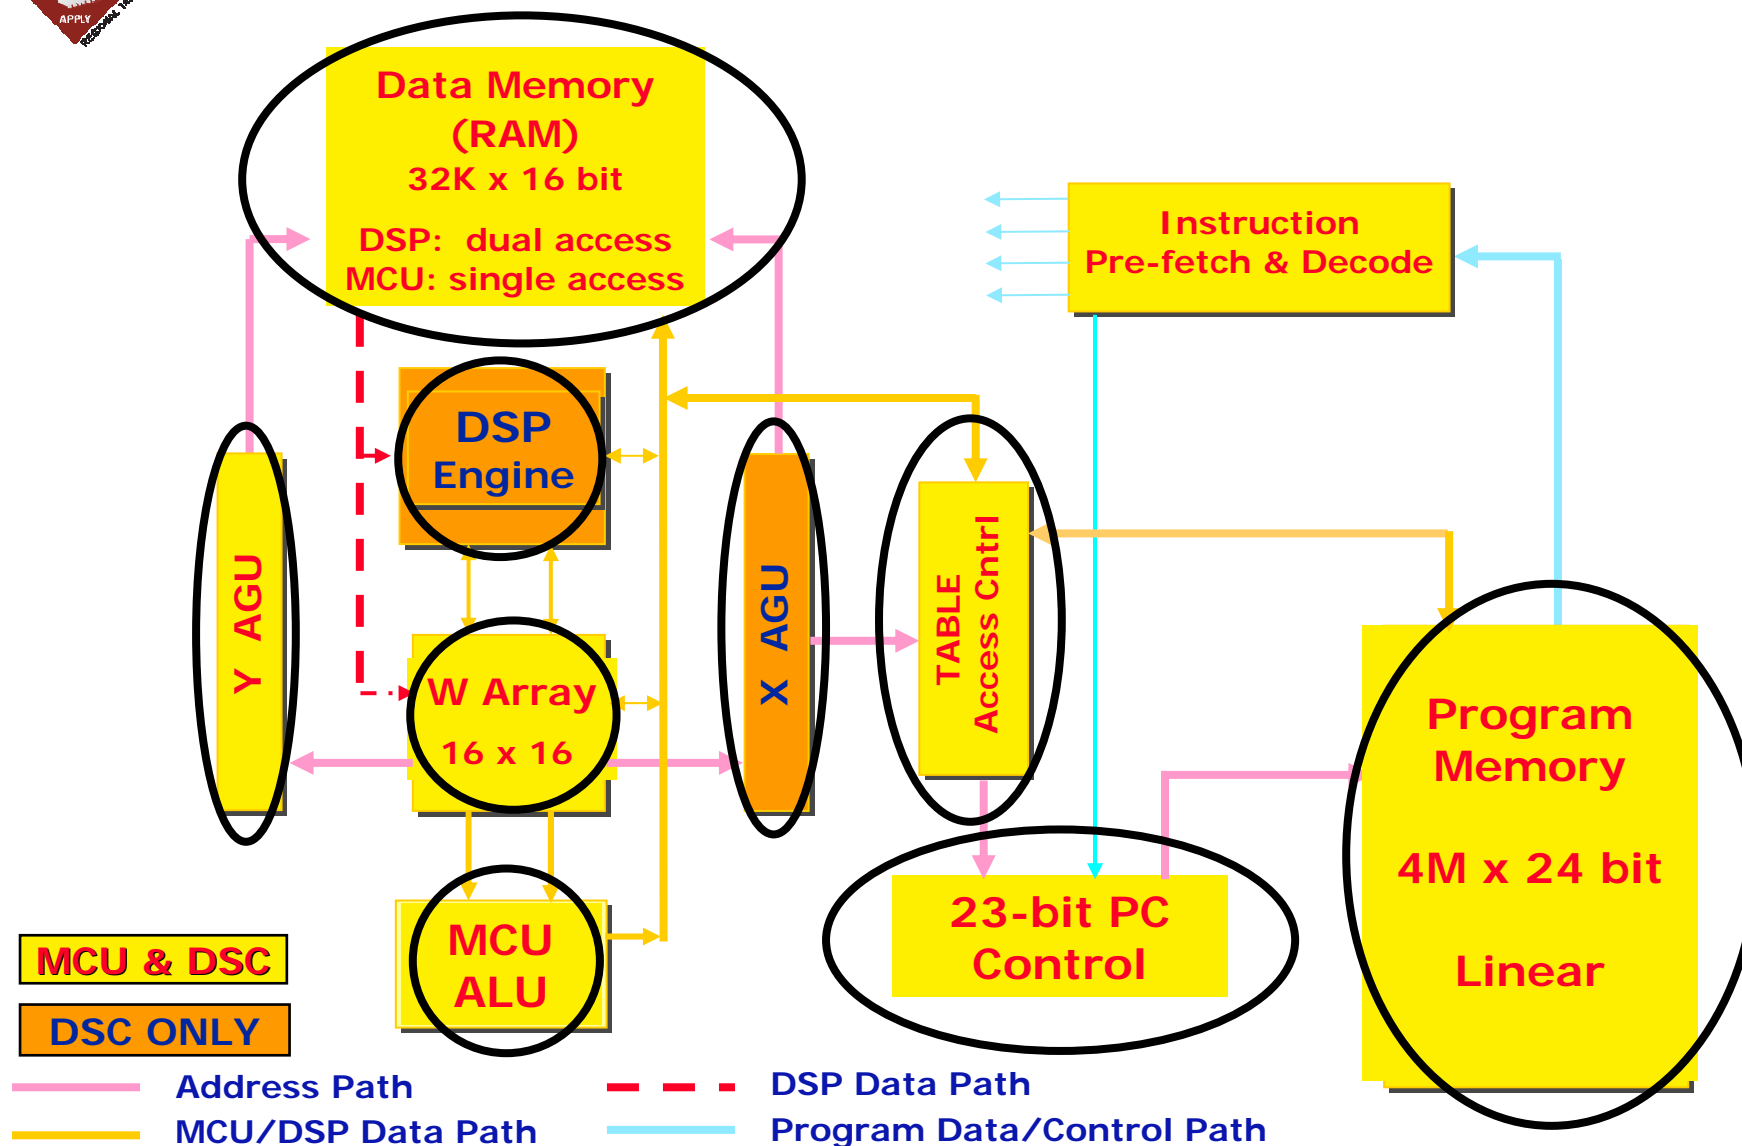 APPLY
Data Memory
(RAM)
32K x 16 bit
DSP: dual access
MCU: single access
Instruction
Pre-fetch & Decode
DSP
Engine
Y AGU
X AGU
TABLE
Access Cntrl
W Array
16 x 16
Program
Memory
4M x 24 bit
Linear
23-bit PC
Control
MCU
ALU
MCU & DSC
DSC ONLY
Address Path
DSP Data Path
MCU/DSP Data Path
Program Data/Control Path